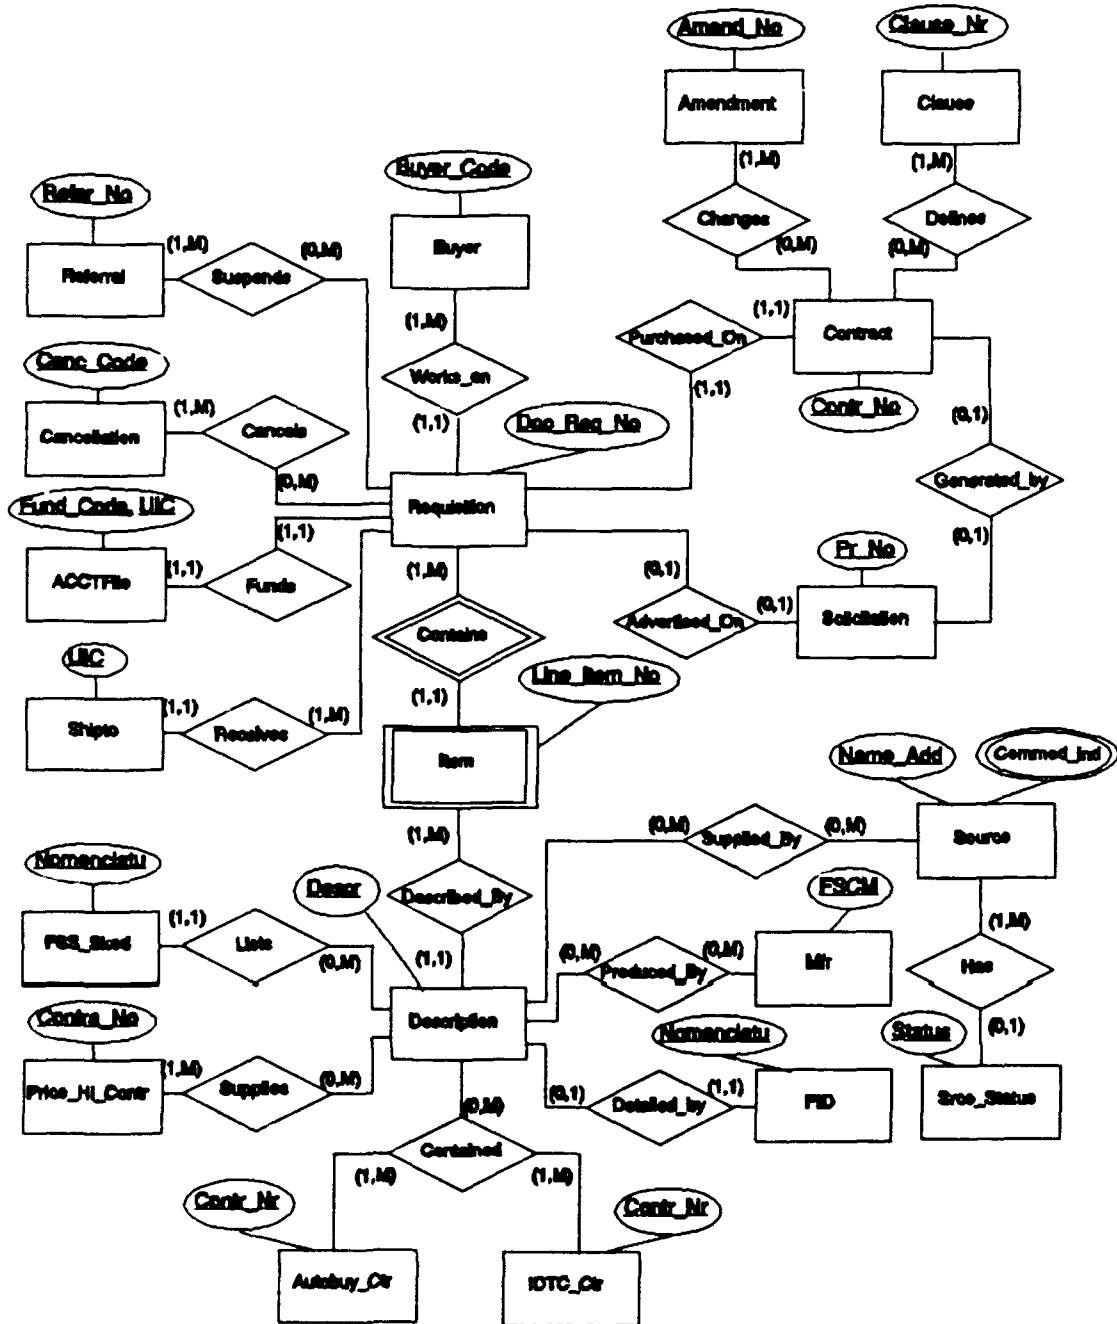 Amend_No
Clause_Nr
Amendment
Clause
(1,M)
(1,M)
Buyer_Code
Refer_No
Changes
Defines
(0,M)
(0,M)
(1,M)
(0,M)
Buyer
Referral
Suspends
(1,M)
(1,1)
Purchased_On
Contract
Canc_Code
Works_on
(1,1)
Contr_No
(1,M)
(1,1)
Doc_Req_No
(0,1)
Cancellation
Cancels
(0,M)
Generated_by
Fund_Code, UIC
Requisition
(1,1)
(0,1)
Pr_No
ACCTFile
(1,1)
Funds
(1,M)
(0,1)
(0,1)
Advertised_On
Solicitation
Contains
UIC
Line_Item_No
(1,1)
(1,1)
(1,M)
Shipto
Receives
Item
Name_Add
Commod_Ind
(1,M)
(0,M)
Supplied_By
(0,M)
Source
Nomenclatu
Descr
Described_By
FSCM
(1,1)
(1,M)
FSS_Sked
Lists
(0,M)
(1,1)
(0,M)
Produced_By
(0,M)
Mfr
Has
Contra_No
Description
Nomenclatu
Status
(0,1)
Price_Hi_Contr
(1,M)
Supplies
(0,M)
(0,1)
Detailed_by
(1,1)
PID
Srce_Status
(0,M)
Contained
(1,M)
(1,M)
Contr_Nr
Contr_Nr
Autobuy_Ctr
IDTC_Ctr